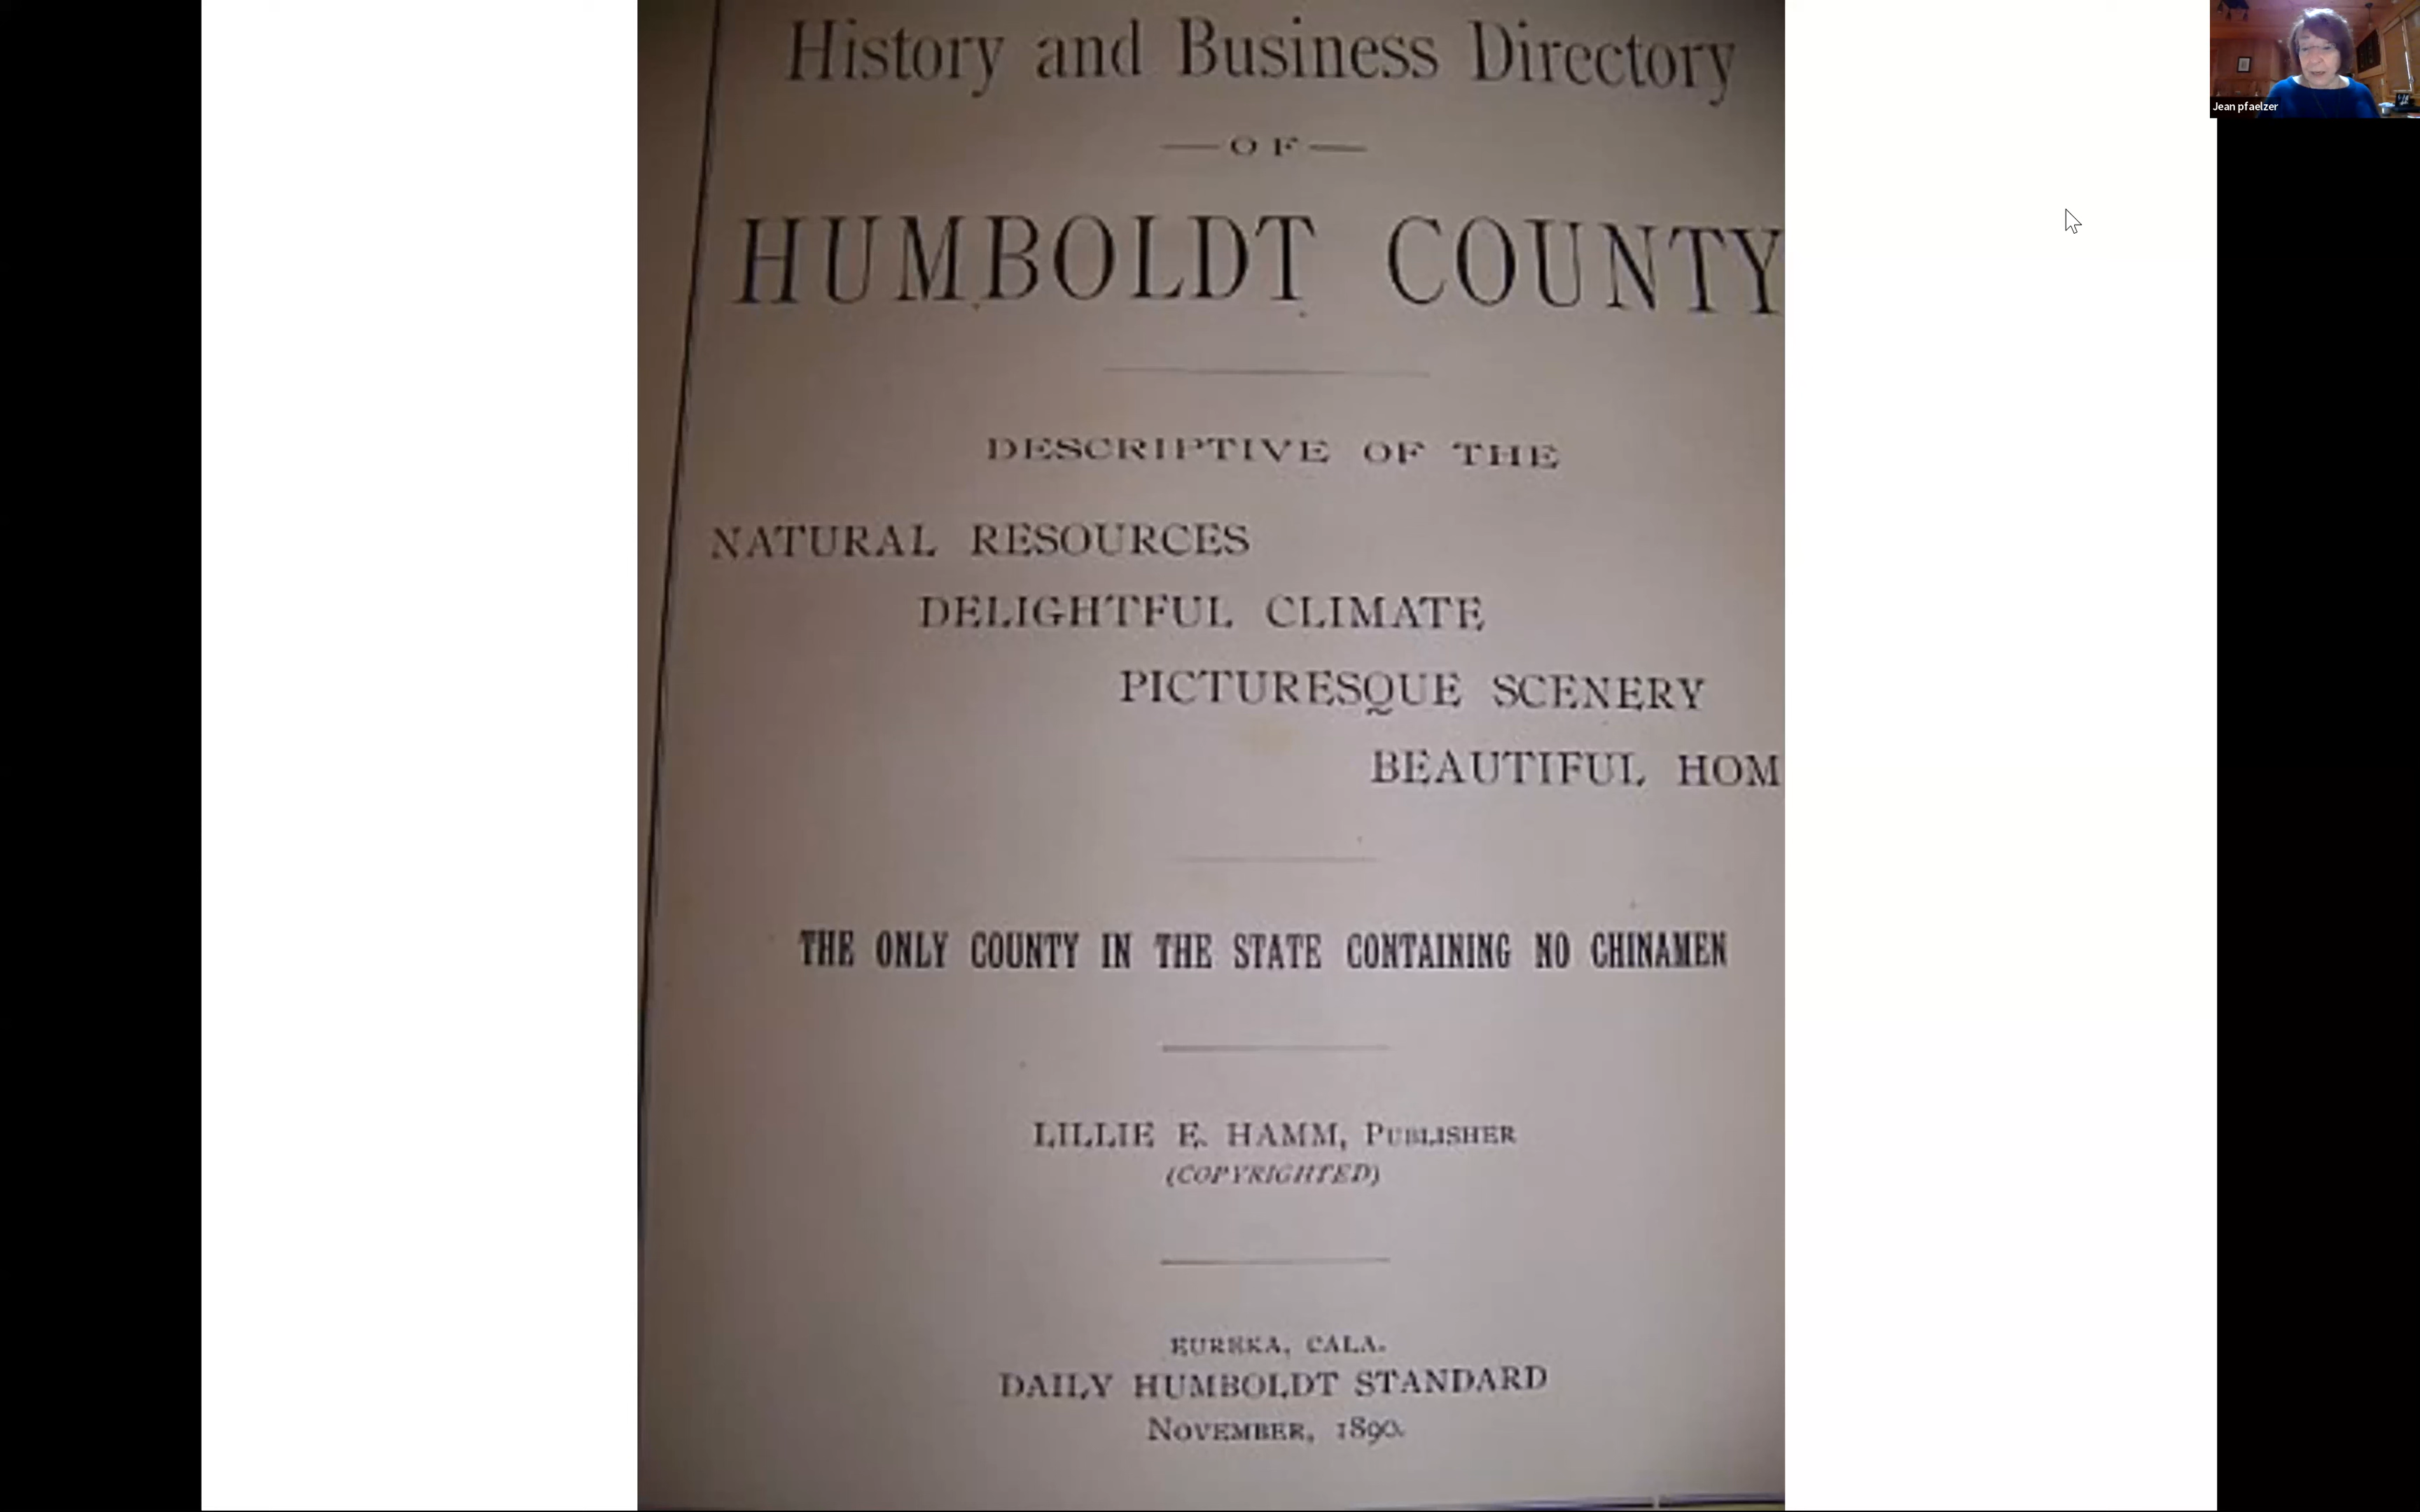 History and Business Directory
—OF—
HUMBOLDT COUNTY
DESCRIPTIVE OF THE
NATURAL RESOURCES
DELIGHTFUL CLIMATE
PICTURESQUE SCENERY
BEAUTIFUL HOM
THE ONLY COUNTY IN THE STATE CONTAINING NO CHINAMEN
LILLIE E. HAMM, PUBLISHER
(COPYRIGHTED)
EUREKA, CALA.
DAILY HUMBOLDT STANDARD
NOVEMBER, 1890.
Jean pfaelzer